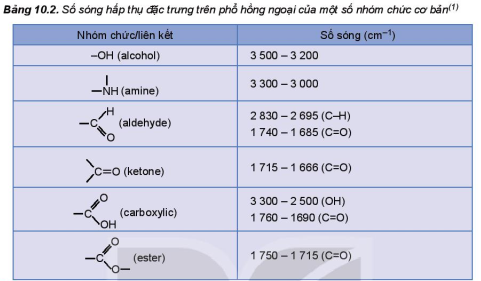 Bảng 10.2. Số sóng hấp thụ đặc trưng trên phổ hồng ngoại của một số nhóm chức cơ bản(1)
Nhóm chức/liên kết Số sóng (cm⁻¹)
–OH (alcohol) 3 500 – 3 200
–NH (amine) 3 300 – 3 000
H
–C (aldehyde) 2 830 – 2 695 (C–H)
O 1 740 – 1 685 (C=O)
C=O (ketone) 1 715 – 1 666 (C=O)
O
–C (carboxylic) 3 300 – 2 500 (OH)
OH 1 760 – 1690 (C=O)
O
–C (ester) 1 750 – 1 715 (C=O)
O–